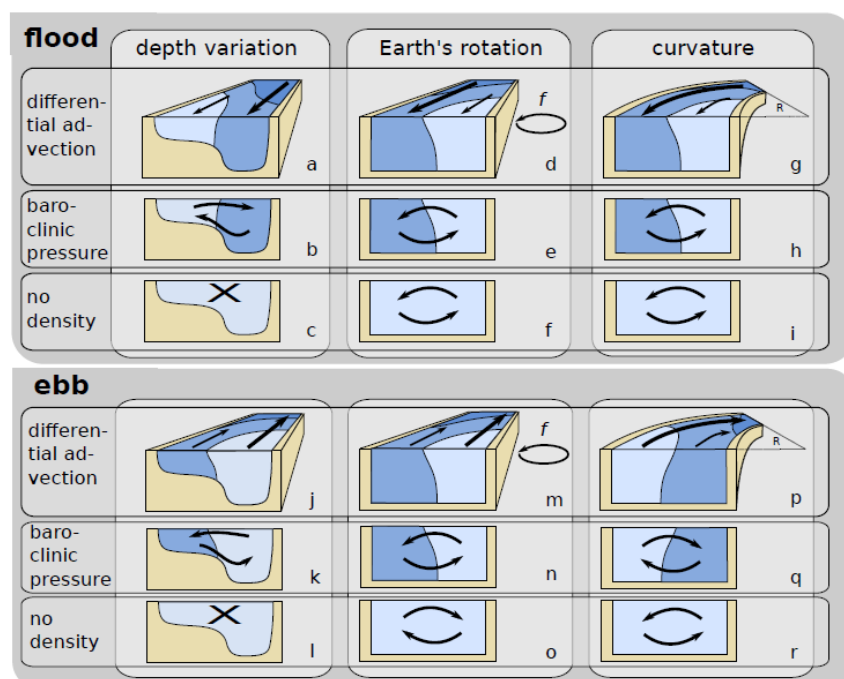 flood
depth variation
Earth's rotation
curvature
differen-
tial ad-
vection
a
f
d
R
g
baro-
clinic
pressure
b
e
h
no
density
X
c
f
i
ebb
differen-
tial ad-
vection
j
f
m
R
p
baro-
clinic
pressure
k
n
q
no
density
X
l
o
r